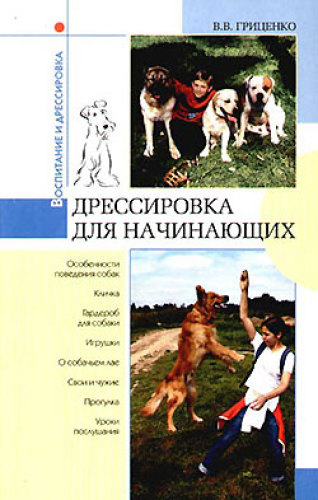 В.В. ГРИЦЕНКО
ВОСПИТАНИЕ И ДРЕССИРОВКА
ДРЕССИРОВКА
ДЛЯ НАЧИНАЮЩИХ
Особенности
поведения собак
Кличка
Гардероб
для собаки
Игрушки
О собачьем лае
Свои и чужие
Прогулка
Уроки
послушания